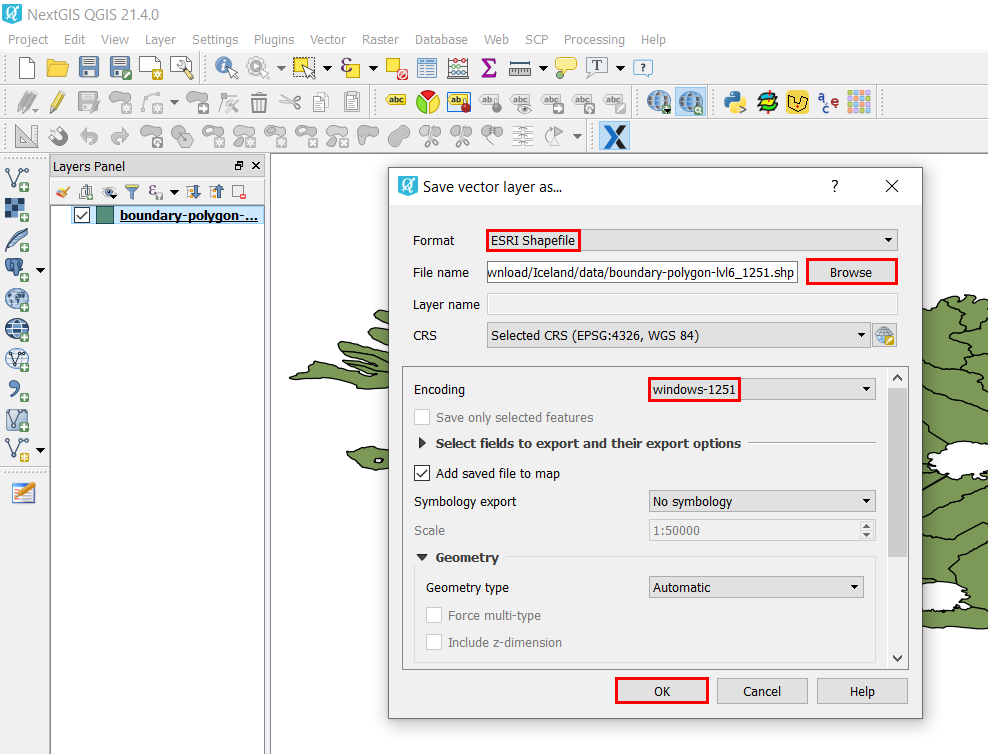 NextGIS QGIS 21.4.0
Project Edit View Layer Settings Plugins Vector Raster Database Web SCP Processing Help
Layers Panel
boundary-polygon-...
Save vector layer as...
?
Format
ESRI Shapefile
File name
wnload/Iceland/data/boundary-polygon-lvl6_1251.shp
Browse
Layer name
CRS
Selected CRS (EPSG:4326, WGS 84)
Encoding
windows-1251
Save only selected features
Select fields to export and their export options
Add saved file to map
Symbology export
No symbology
Scale
1:50000
Geometry
Geometry type
Automatic
Force multi-type
Include z-dimension
OK
Cancel
Help